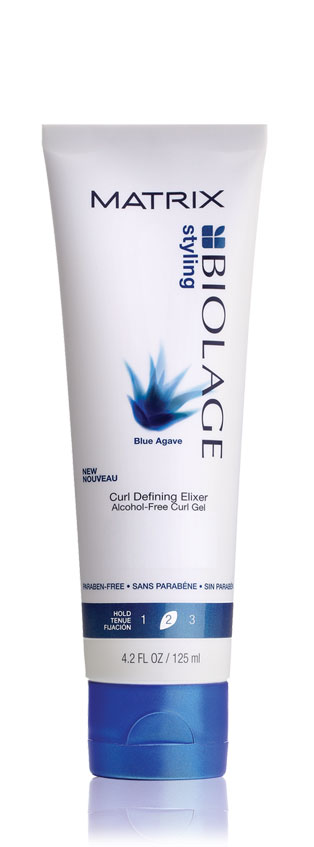 MATRIX
BIOLAGE
styling
Blue Agave
NEW
NOUVEAU
Curl Defining Elixer
Alcohol-Free Curl Gel
PARABEN-FREE • SANS PARABÈNE • SIN PARABEN
HOLD
TENUE
FIJACIÓN
1 2 3
4.2 FL OZ / 125 ml